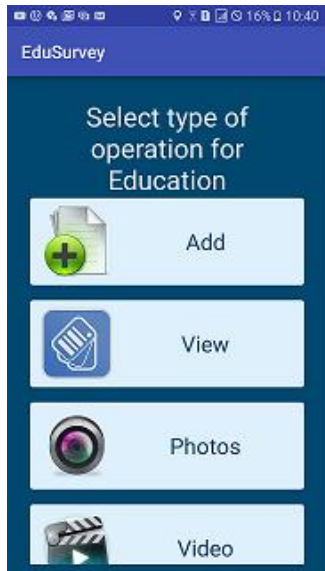 16% 10:40
EduSurvey
Select type of
operation for
Education
Add
View
Photos
Video